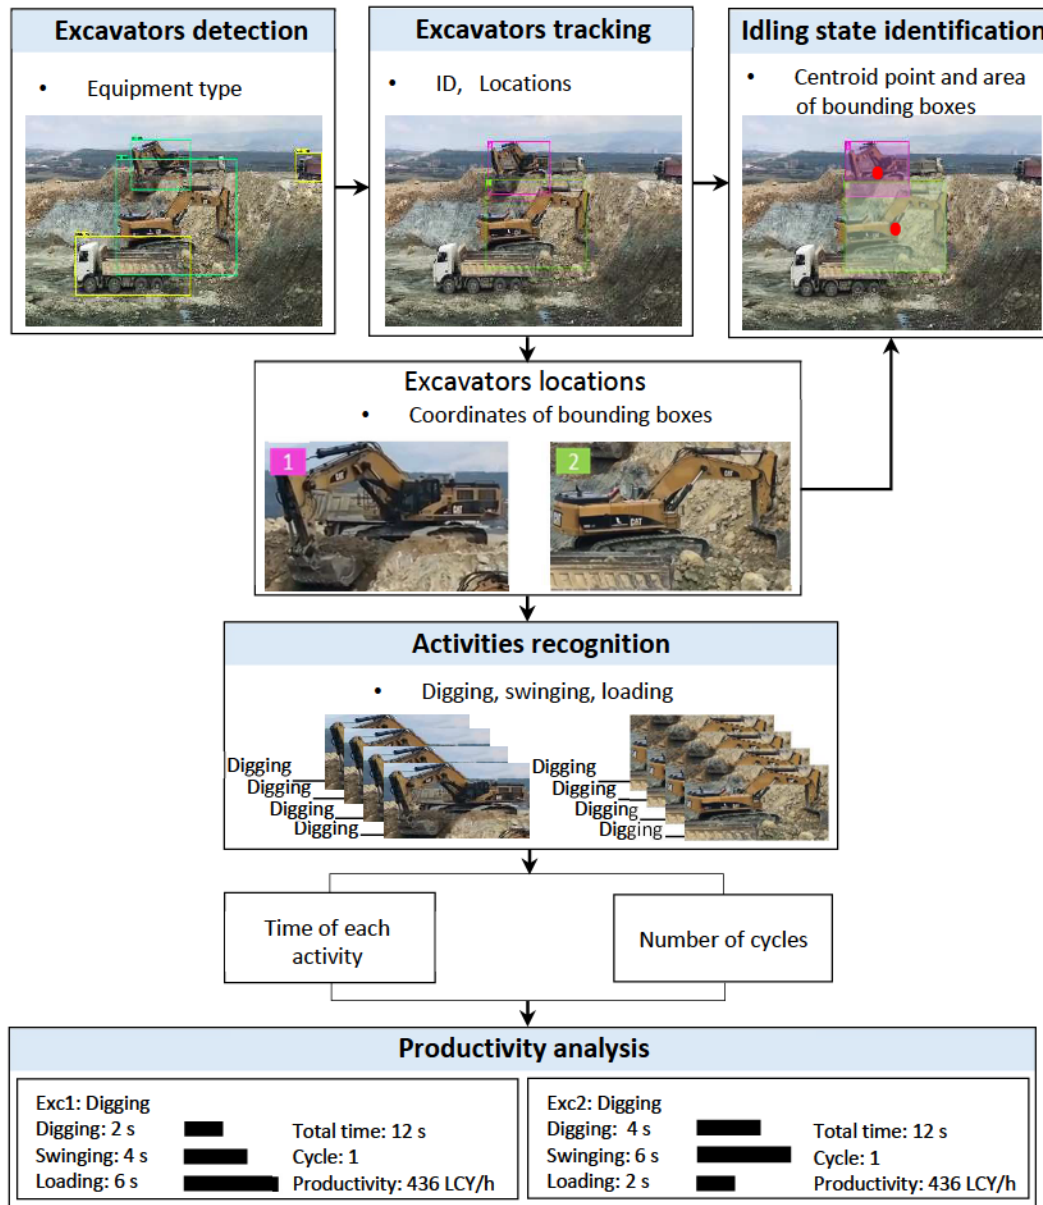 Excavators detection
• Equipment type
Excavators tracking
• ID, Locations
Idling state identification
• Centroid point and area
of bounding boxes
Excavators locations
• Coordinates of bounding boxes
1
CAT
2
CAT
CAT
Activities recognition
• Digging, swinging, loading
Digging
Digging
Digging
Digging
Digging
Digging
Digging
Digging
Time of each
activity
Number of cycles
Productivity analysis
Exc1: Digging
Digging: 2 s
Swinging: 4 s
Loading: 6 s
Total time: 12 s
Cycle: 1
Productivity: 436 LCY/h
Exc2: Digging
Digging: 4 s
Swinging: 6 s
Loading: 2 s
Total time: 12 s
Cycle: 1
Productivity: 436 LCY/h